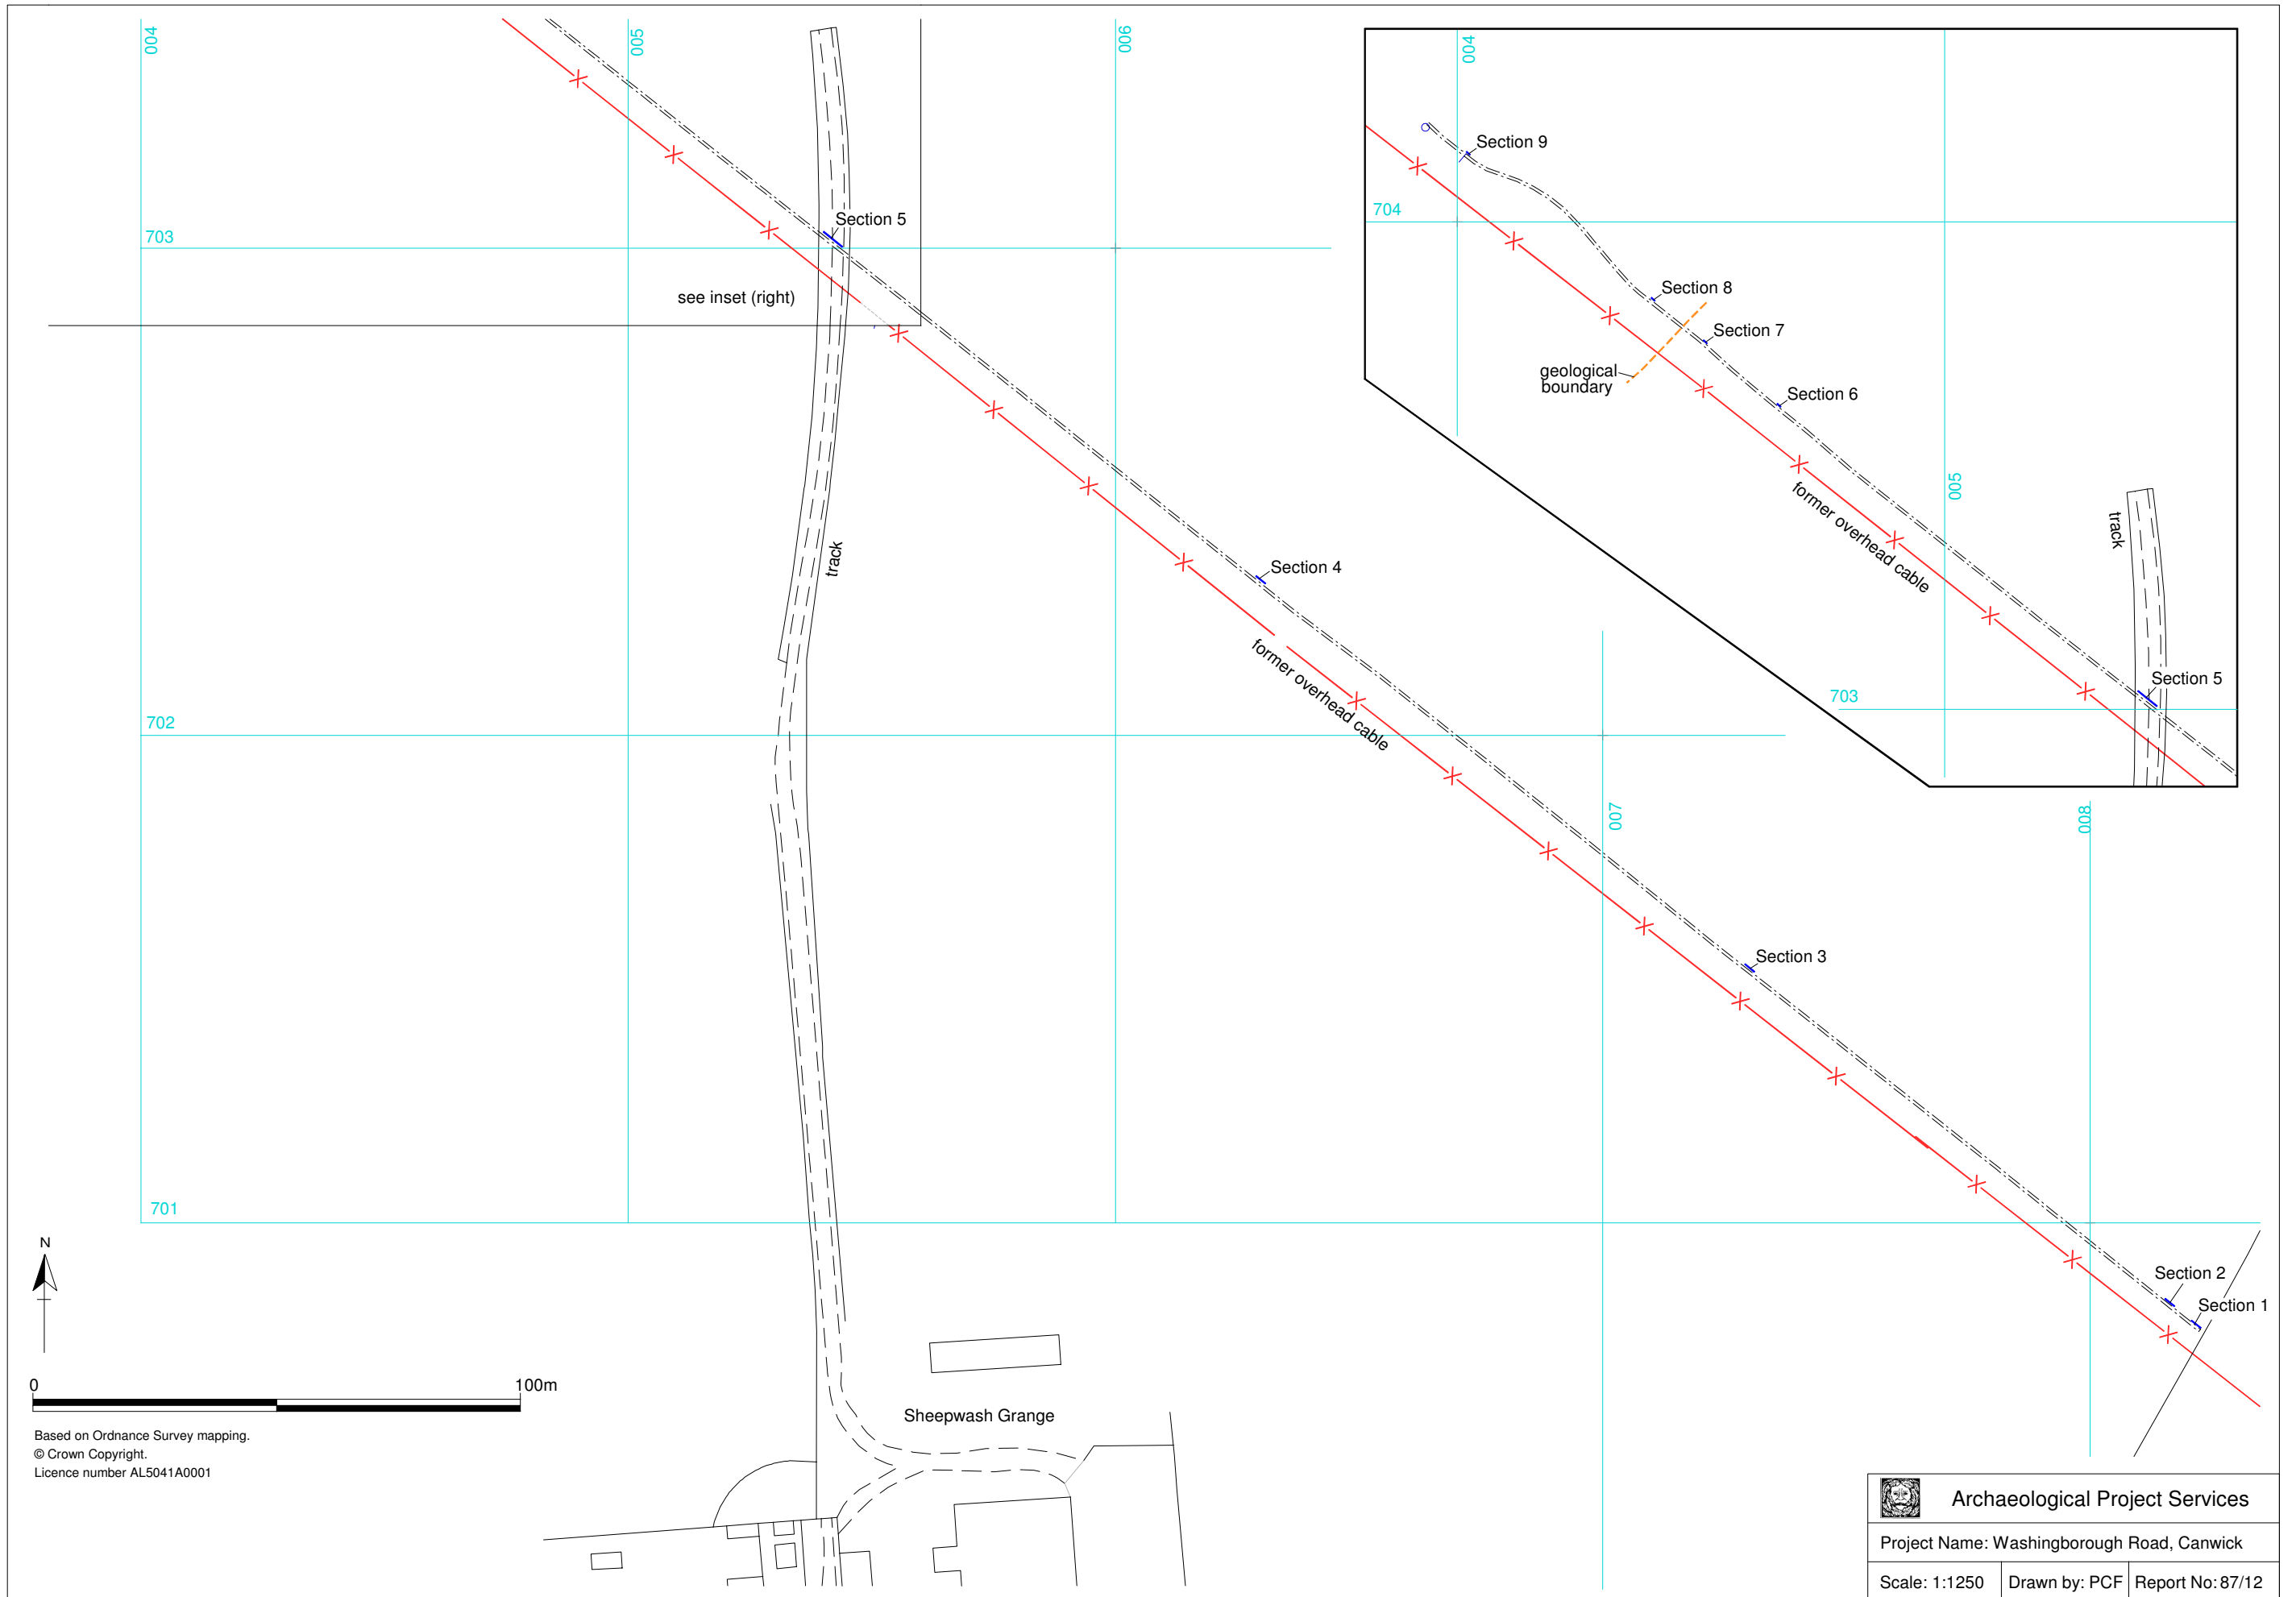 004
005
006
004
Section 9
704
Section 5
703
see inset (right)
Section 8
Section 7
geological
boundary
Section 6
former overhead cable
005
track
Section 5
703
track
Section 4
former overhead cable
702
007
008
Section 3
701
N
Section 2
Section 1
0 100m
Sheepwash Grange
Based on Ordnance Survey mapping.
© Crown Copyright.
Licence number AL5041A0001
Archaeological Project Services
Project Name: Washingborough Road, Canwick
Scale: 1:1250 Drawn by: PCF Report No: 87/12